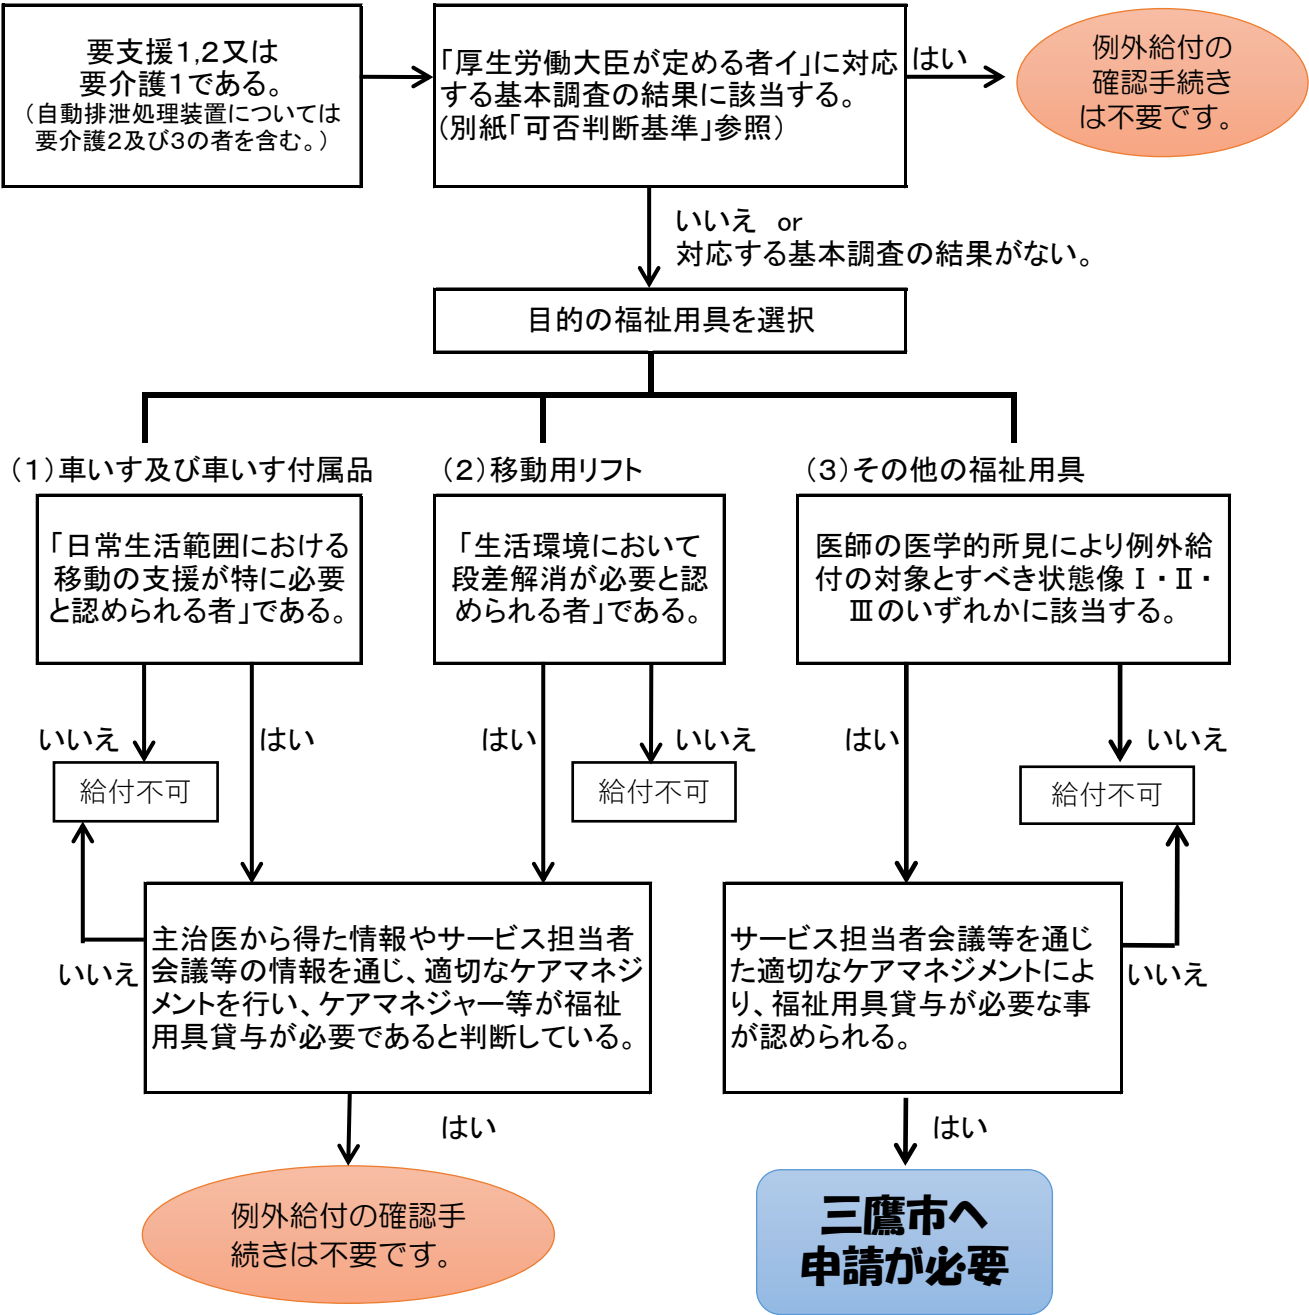 要支援1,2又は
要介護1である。
(自動排泄処理装置については
要介護2及び3の者を含む。)
「厚生労働大臣が定める者イ」に対応
する基本調査の結果に該当する。
(別紙「可否判断基準」参照)
はい
例外給付の
確認手続き
は不要です。
いいえ or
対応する基本調査の結果がない。
目的の福祉用具を選択
(1)車いす及び車いす付属品
(2)移動用リフト
(3)その他の福祉用具
「日常生活範囲における
移動の支援が特に必要
と認められる者」である。
「生活環境において
段差解消が必要と認
められる者」である。
医師の医学的所見により例外給
付の対象とすべき状態像Ⅰ・Ⅱ・
Ⅲのいずれかに該当する。
いいえ
はい
はい
いいえ
はい
いいえ
給付不可
給付不可
給付不可
主治医から得た情報やサービス担当者
会議等の情報を通じ、適切なケアマネジ
メントを行い、ケアマネジャー等が福祉
用具貸与が必要であると判断している。
いいえ
サービス担当者会議等を通じ
た適切なケアマネジメントによ
り、福祉用具貸与が必要な事
が認められる。
いいえ
はい
はい
例外給付の確認手
続きは不要です。
三鷹市へ
申請が必要